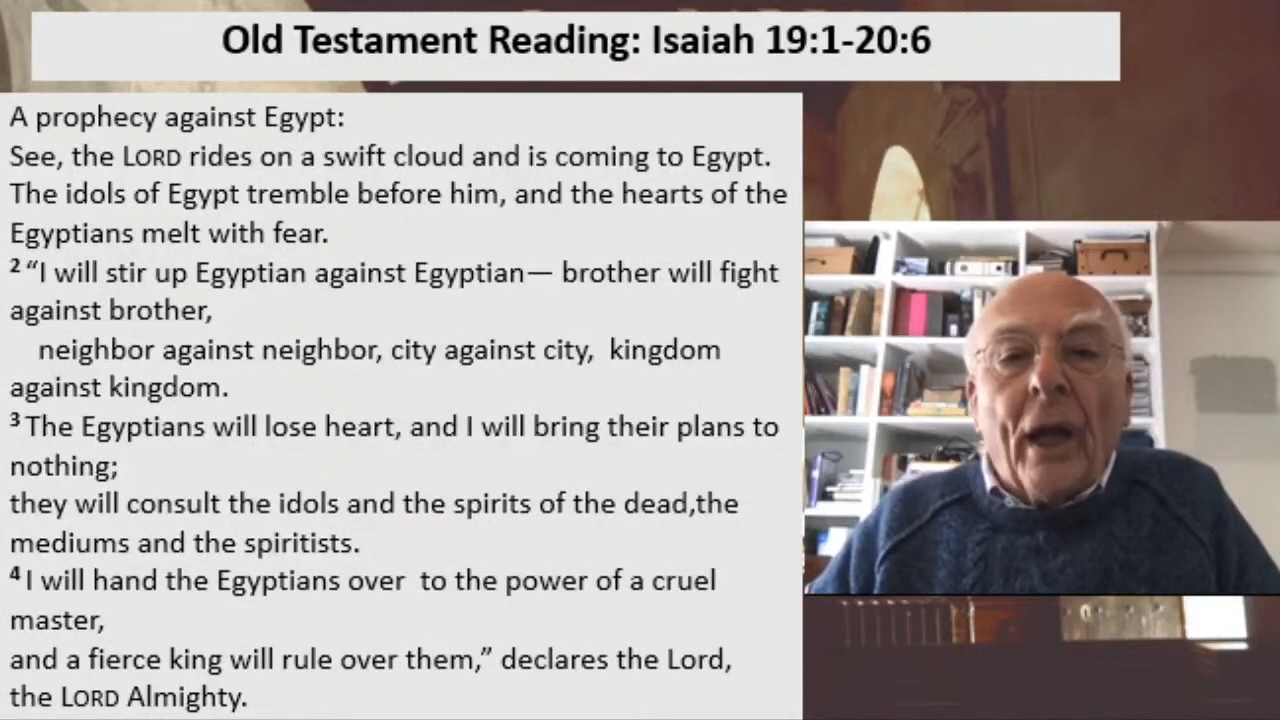 Old Testament Reading: Isaiah 19:1-20:6
A prophecy against Egypt:
See, the LORD rides on a swift cloud and is coming to Egypt.
The idols of Egypt tremble before him, and the hearts of the
Egyptians melt with fear.
2 “I will stir up Egyptian against Egyptian— brother will fight
against brother,
neighbor against neighbor, city against city, kingdom
against kingdom.
3 The Egyptians will lose heart, and I will bring their plans to
nothing;
they will consult the idols and the spirits of the dead,the
mediums and the spiritists.
4 I will hand the Egyptians over to the power of a cruel
master,
and a fierce king will rule over them,” declares the Lord,
the LORD Almighty.